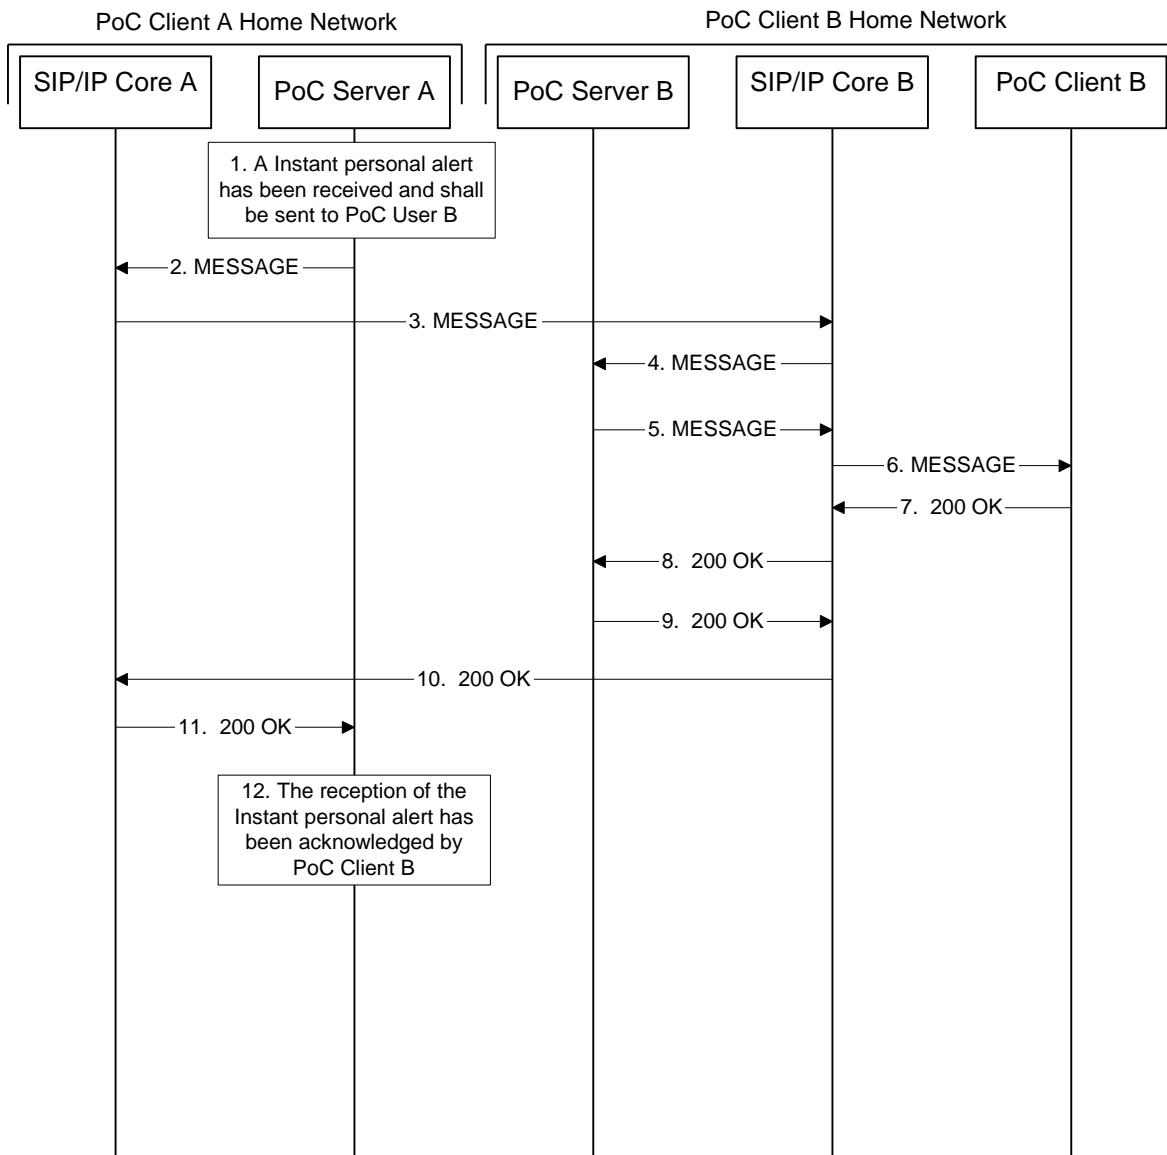 PoC Client A Home Network
PoC Client B Home Network
SIP/IP Core A
PoC Server A
PoC Server B
SIP/IP Core B
PoC Client B
1. A Instant personal alert
has been received and shall
be sent to PoC User B
2. MESSAGE
3. MESSAGE
4. MESSAGE
5. MESSAGE
6. MESSAGE
7. 200 OK
8. 200 OK
9. 200 OK
10. 200 OK
11. 200 OK
12. The reception of the
Instant personal alert has
been acknowledged by
PoC Client B